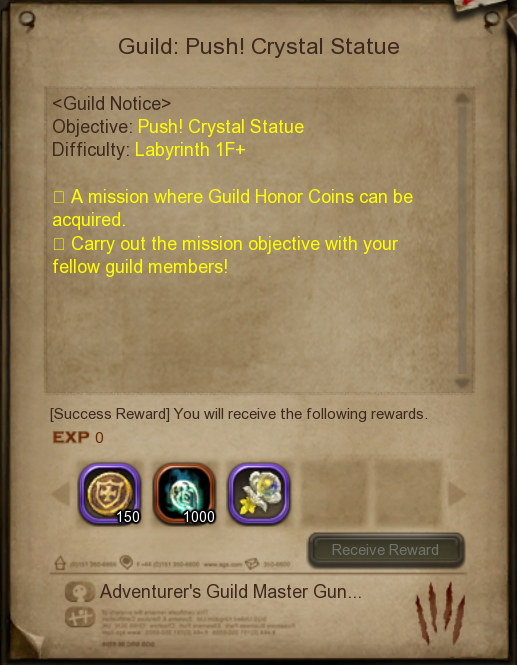 Guild: Push! Crystal Statue
<Guild Notice>
Objective: Push! Crystal Statue
Difficulty: Labyrinth 1F+
□ A mission where Guild Honor Coins can be
acquired.
□ Carry out the mission objective with your
fellow guild members!
[Success Reward] You will receive the following rewards.
EXP 0
150
1000
Receive Reward
Adventurer's Guild Master Gun...